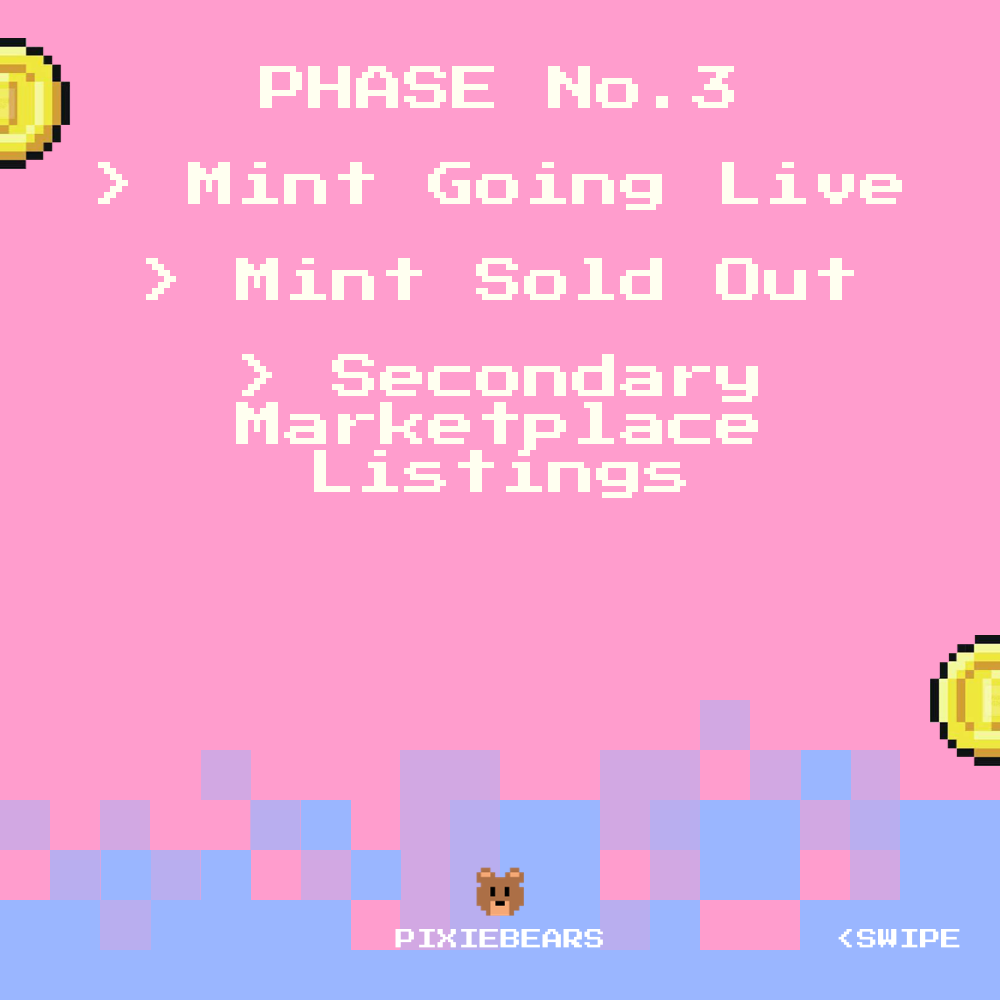 PHASE No.3
> Mint Going Live
> Mint Sold Out
> Secondary
Marketplace
Listings
PIXIEBEARS
<SWIPE